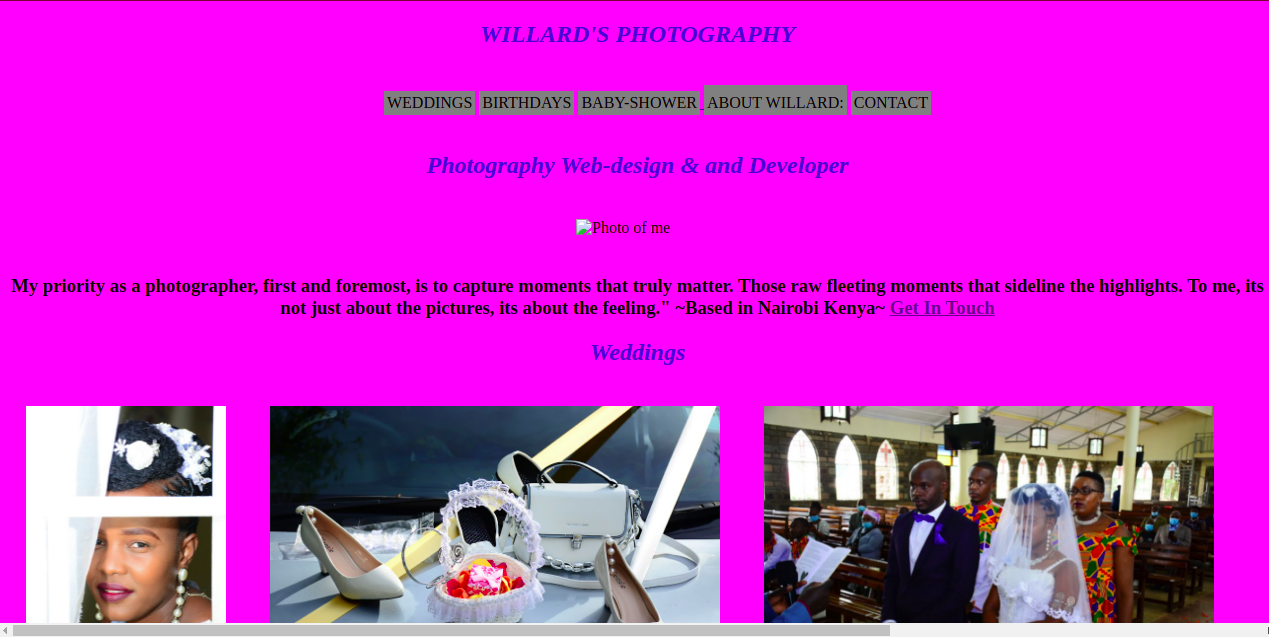 WILLARD'S PHOTOGRAPHY
WEDDINGS BIRTHDAYS BABY-SHOWER ABOUT WILLARD: CONTACT
Photography Web-design & and Developer
Photo of me
My priority as a photographer, first and foremost, is to capture moments that truly matter. Those raw fleeting moments that sideline the highlights. To me, its
not just about the pictures, its about the feeling." ~Based in Nairobi Kenya~ Get In Touch
Weddings